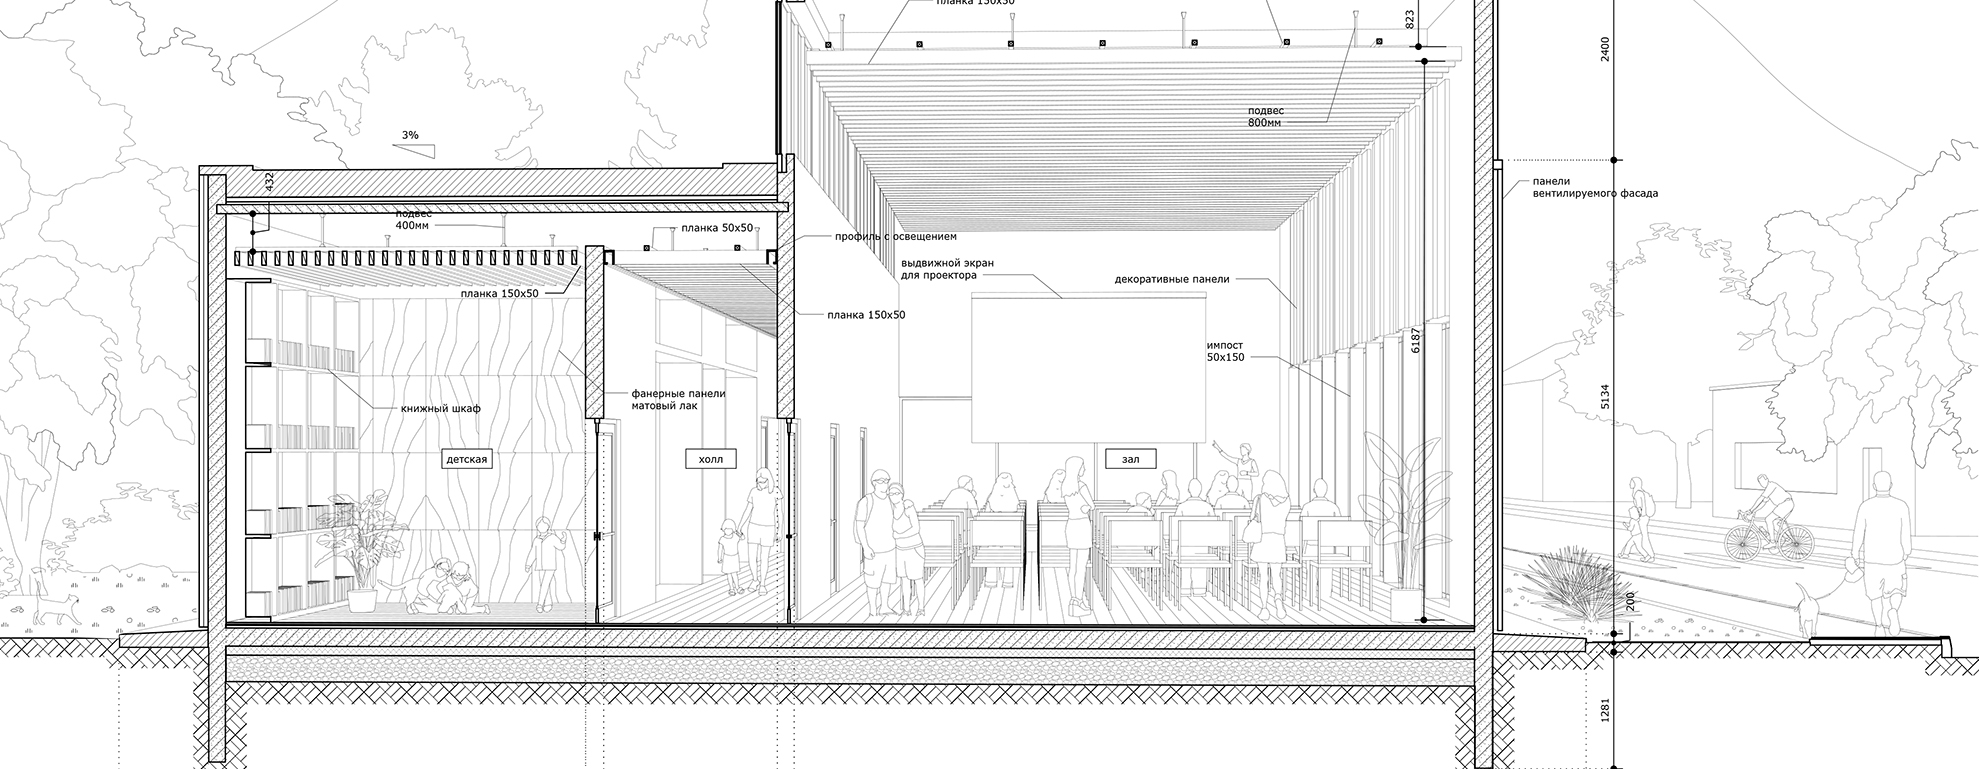 планка 150х50
823
2400
подвес
800мм
3%
432
панели
вентилируемого фасада
подвес
400мм
планка 50х50
профиль с освещением
выдвижной экран
для проектора
декоративные панели
планка 150х50
планка 150х50
6187
импост
50х150
5134
фанерные панели
матовый лак
книжный шкаф
детская
холл
зал
200
1281